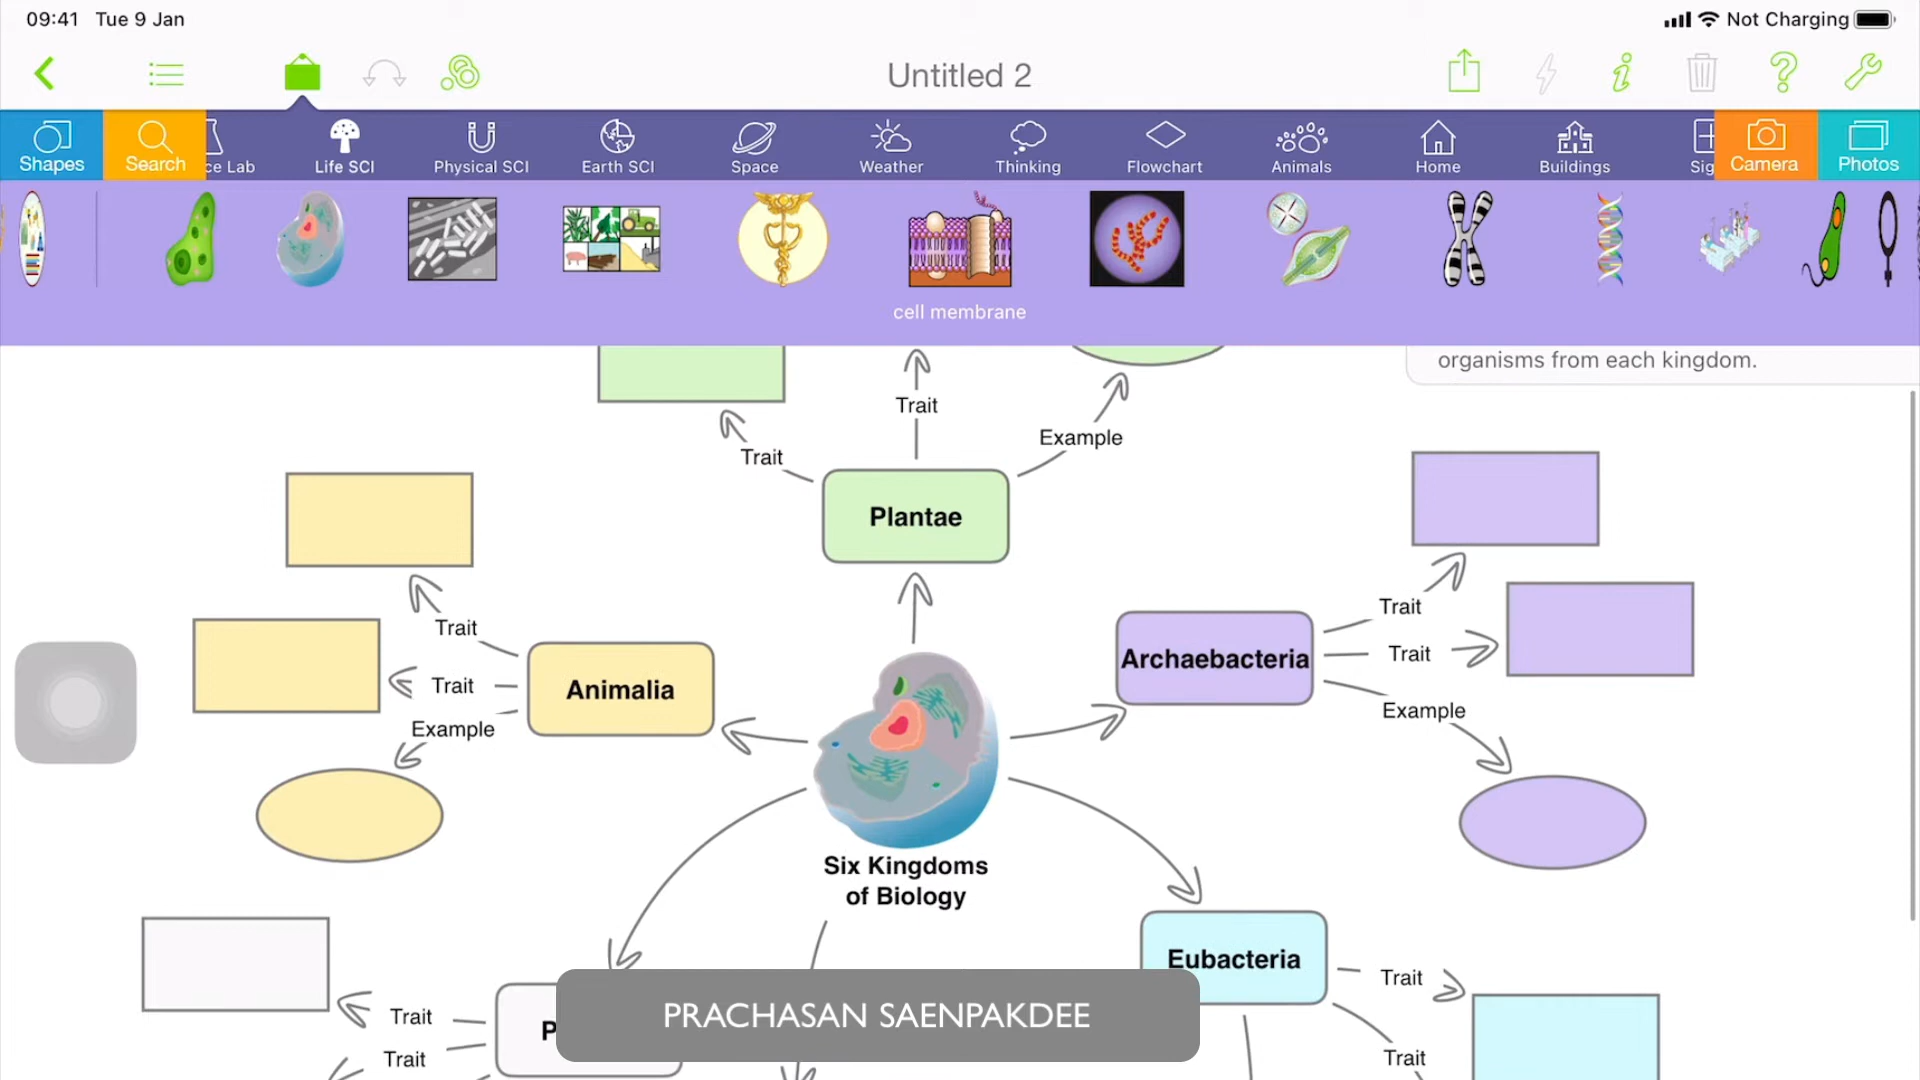 09:41 Tue 9 Jan
Not Charging
Untitled 2
Shapes
Search
ce Lab
Life SCI
Physical SCI
Earth SCI
Space
Weather
Thinking
Flowchart
Animals
Home
Buildings
Sig
Camera
Photos
cell membrane
organisms from each kingdom.
Trait
Example
Trait
Plantae
Trait
Trait
Example
Animalia
Archaebacteria
Trait
Trait
Example
Six Kingdoms
of Biology
Eubacteria
Trait
Trait
Trait
Trait
P
PRACHASAN SAENPAKDEE